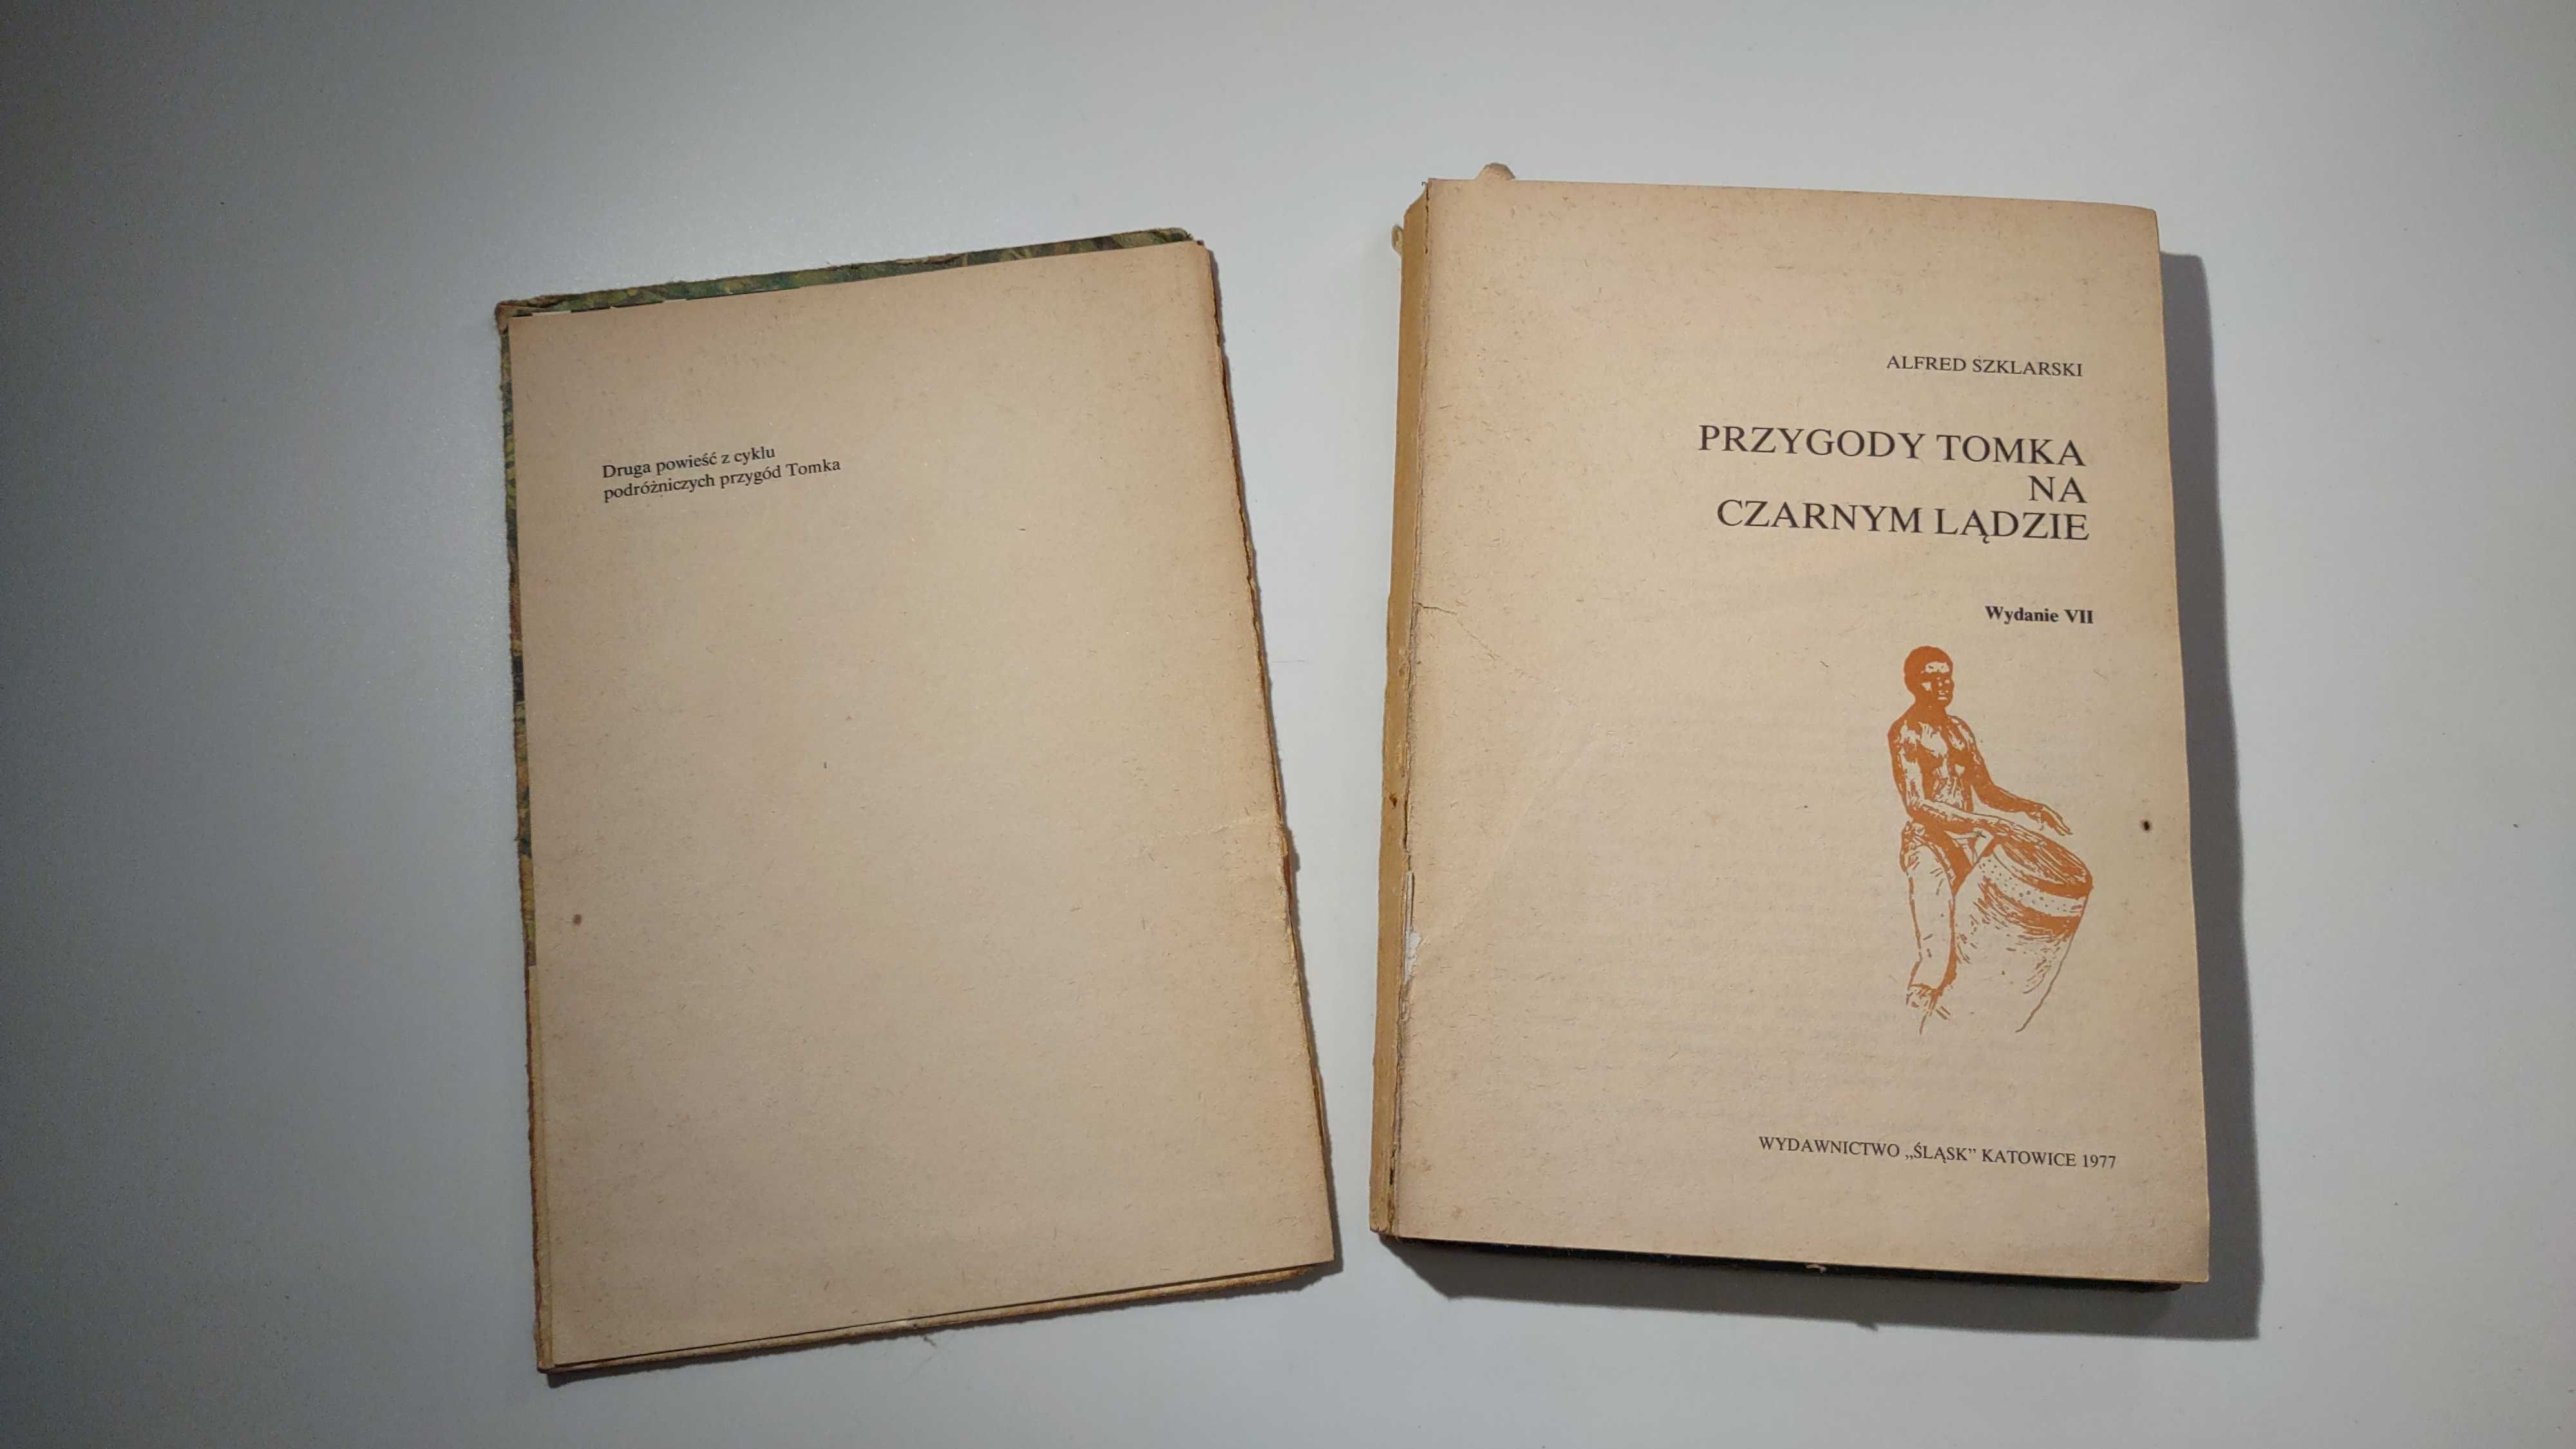 Druga powieść z cyklu
podróżniczych przygód Tomka
ALFRED SZKLARSKI
PRZYGODY TOMKA
NA
CZARNYM LĄDZIE
Wydanie VII
WYDAWNICTWO „ŚLĄSK” KATOWICE 1977